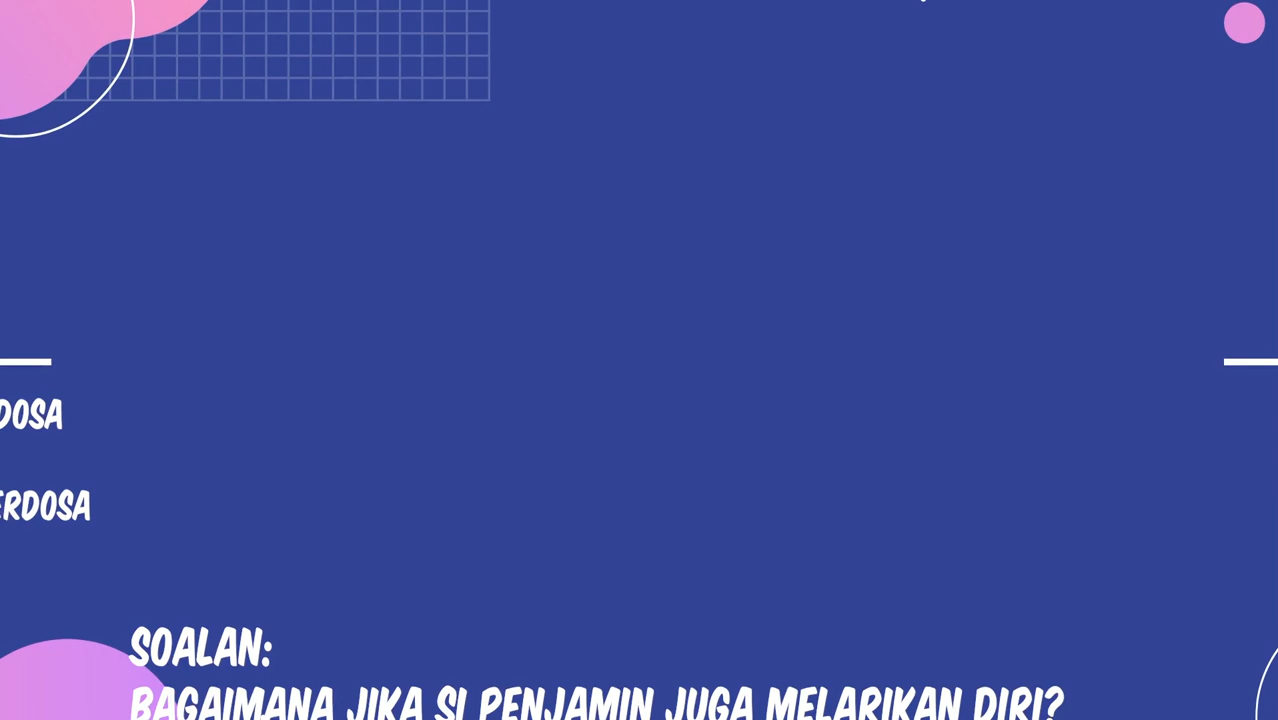 DOSA
ERDOSA
SOALAN:
BAGAIMANA JIKA SI PENJAMIN JUGA MELARIKAN DIRI?